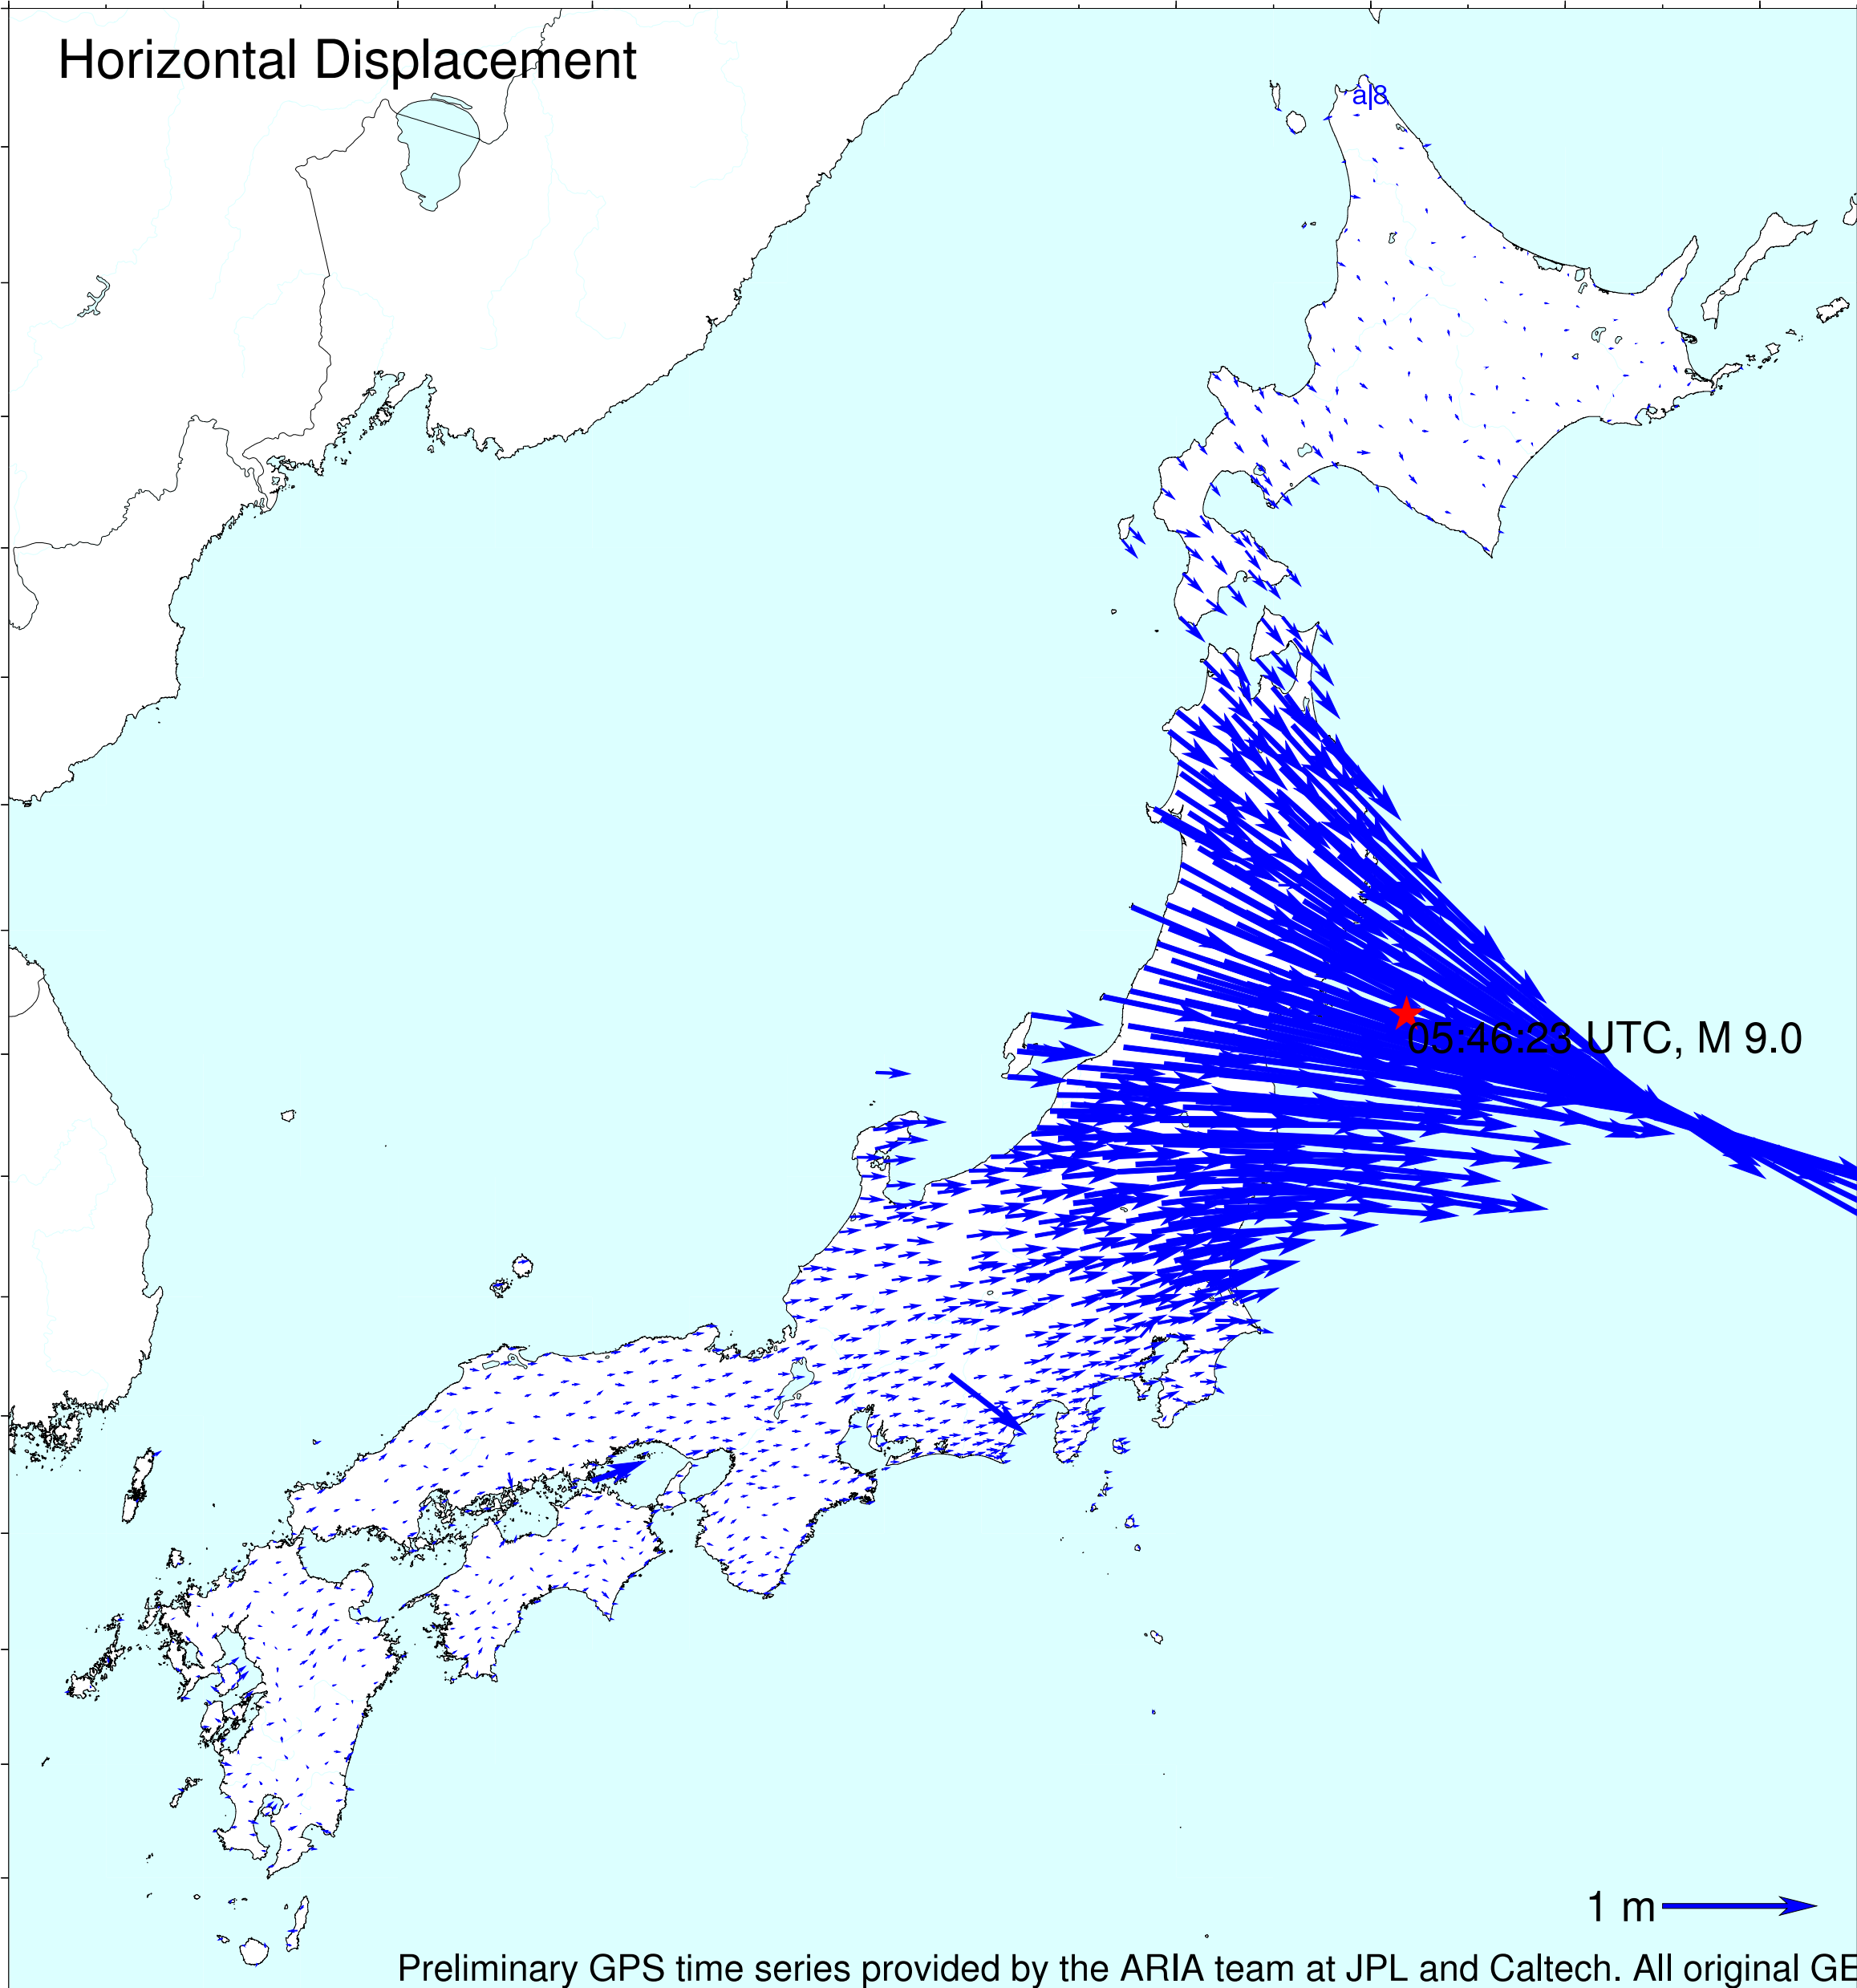 Horizontal Displacement
a|8
05:46:23 UTC, M 9.0
1 m
Preliminary GPS time series provided by the ARIA team at JPL and Caltech. All original GE